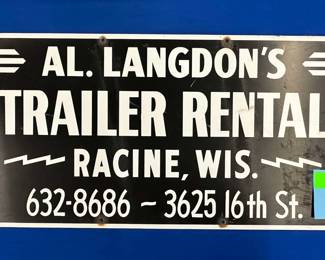 AL. LANGDON'S
TRAILER RENTAL
RACINE, WIS.
632-8686 ~ 3625 16th St.